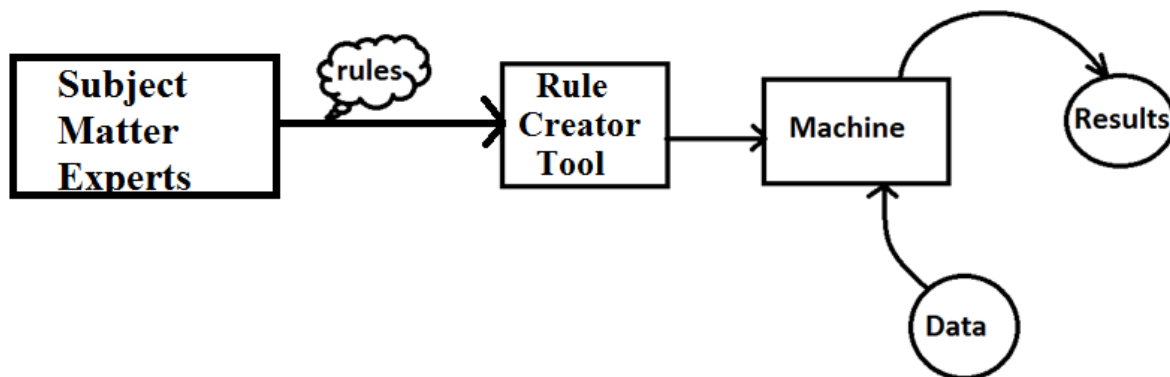 Subject
Matter
Experts
rules
Rule
Creator
Tool
Machine
Results
Data